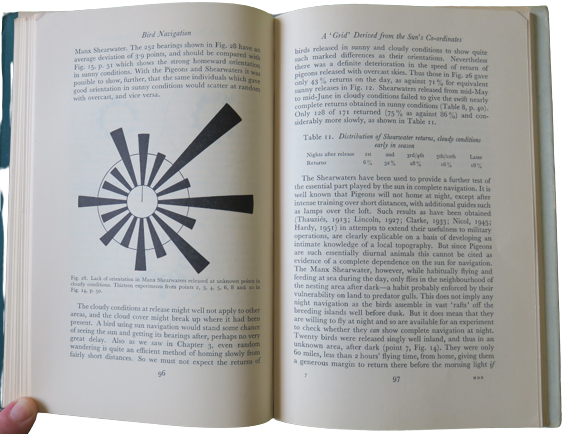 Bird Navigation
Manx Shearwater. The 252 bearings shown in Fig. 28 have an
average deviation of 3·9 points, and should be compared with
Fig. 15, p. 51 which shows the strong homeward orientation
in sunny conditions. With the Pigeons and Shearwaters it was
possible to show, further, that the same individuals which gave
good orientation in sunny conditions would scatter at random
with overcast, and vice versa.
Fig. 28. Lack of orientation in Manx Shearwaters released at unknown points in
cloudy conditions. Thirteen experiments from points 2, 3, 4, 5, 6, 8 and 10 in
Fig. 14, p. 50.
The cloudy conditions at release might well not apply to other
areas, and the cloud cover might break up where it had been
present. A bird using sun navigation would stand some chance
of seeing the sun and getting its bearings after, perhaps no very
great delay. Also as we saw in Chapter 3, even random
wandering is quite an efficient method of homing slowly from
fairly short distances. So we must not expect the returns of
96
A 'Grid' Derived from the Sun's Co-ordinates
birds released in sunny and cloudy conditions to show quite
such marked differences as their orientations. Nevertheless
there was a definite deterioration in the speed of return of
pigeons released with overcast skies. Thus those in Fig. 26 gave
only 43% on the day, as against 71% for equivalent
sunny releases in Fig. 12. Shearwaters released from mid-May
to mid-June in cloudy conditions failed to give the swift nearly
complete returns obtained in sunny conditions (Table 8, p. 40).
Only 128 of 171 returned (75% as against 86%) and con-
siderably more slowly, as shown in Table 11.
Table 11. Distribution of Shearwater returns, cloudy conditions
early in season
Nights after release 1st 2nd 3rd/4th Later
Returns
The Shearwaters have been used to provide a further test of
the essential part played by the sun in complete navigation. It is
well known that Pigeons will not home at night, except after
intense training over short distances, with additional guides such
as lamps over the loft. Such results as have been obtained
(Thauziès, 1913; Lincoln, 1927; Clarke, 1933; Nicol, 1945;
Hardy, 1951) in attempts to extend their usefulness to military
operations, are clearly explicable on a basis of developing an
intimate knowledge of a local topography. But since Pigeons
are such essentially diurnal animals this cannot be cited as
evidence of a complete dependence on the sun for navigation.
The Manx Shearwater, however, while habitually flying and
feeding at sea during the day, only flies in the neighbourhood of
the nesting area after dark—a habit probably enforced by their
vulnerability on land to predator gulls. This does not imply any
night navigation as the birds assemble in vast 'rafts' off the
breeding islands well before dusk. But it does mean that they
are willing to fly at night and so are available for an experiment
to check whether they can show complete navigation at night.
Twenty birds were released singly well inland, and thus in an
unknown area, after dark (point 7, Fig. 14). They were only
60 miles, less than 2 hours' flying time, from home, giving them
a generous margin to return there before the morning light if
7 97 ***